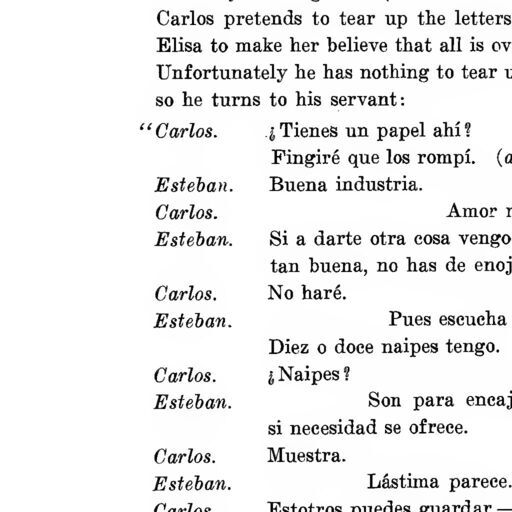 Carlos pretends to tear up the letters
Elisa to make her believe that all is
Unfortunately he has nothing to tear
so he turns to his servant:
“Carlos. ¿Tienes un papel ahí?
Fingiré que los rompí.
Esteban. Buena industria.
Carlos. Amor
Esteban. Si a darte otra cosa vengo
tan buena, no has de
Carlos. No haré.
Esteban. Pues escucha
Diez o doce naipes tengo.
Carlos. ¿Naipes?
Esteban. Son para
si necesidad se ofrece.
Carlos. Muestra.
Esteban. Lástima parece.
Carlos. Estotros puedes guardar—